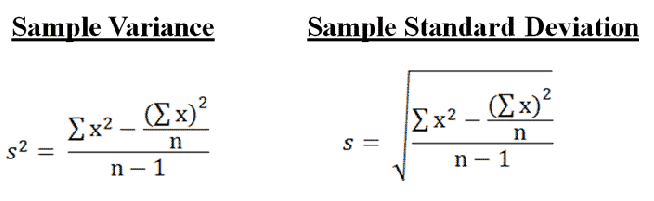 Sample Variance
Sample Standard Deviation
s² = (∑x² − (∑x)²/n) / (n − 1)
s = √((∑x² − (∑x)²/n) / (n − 1))